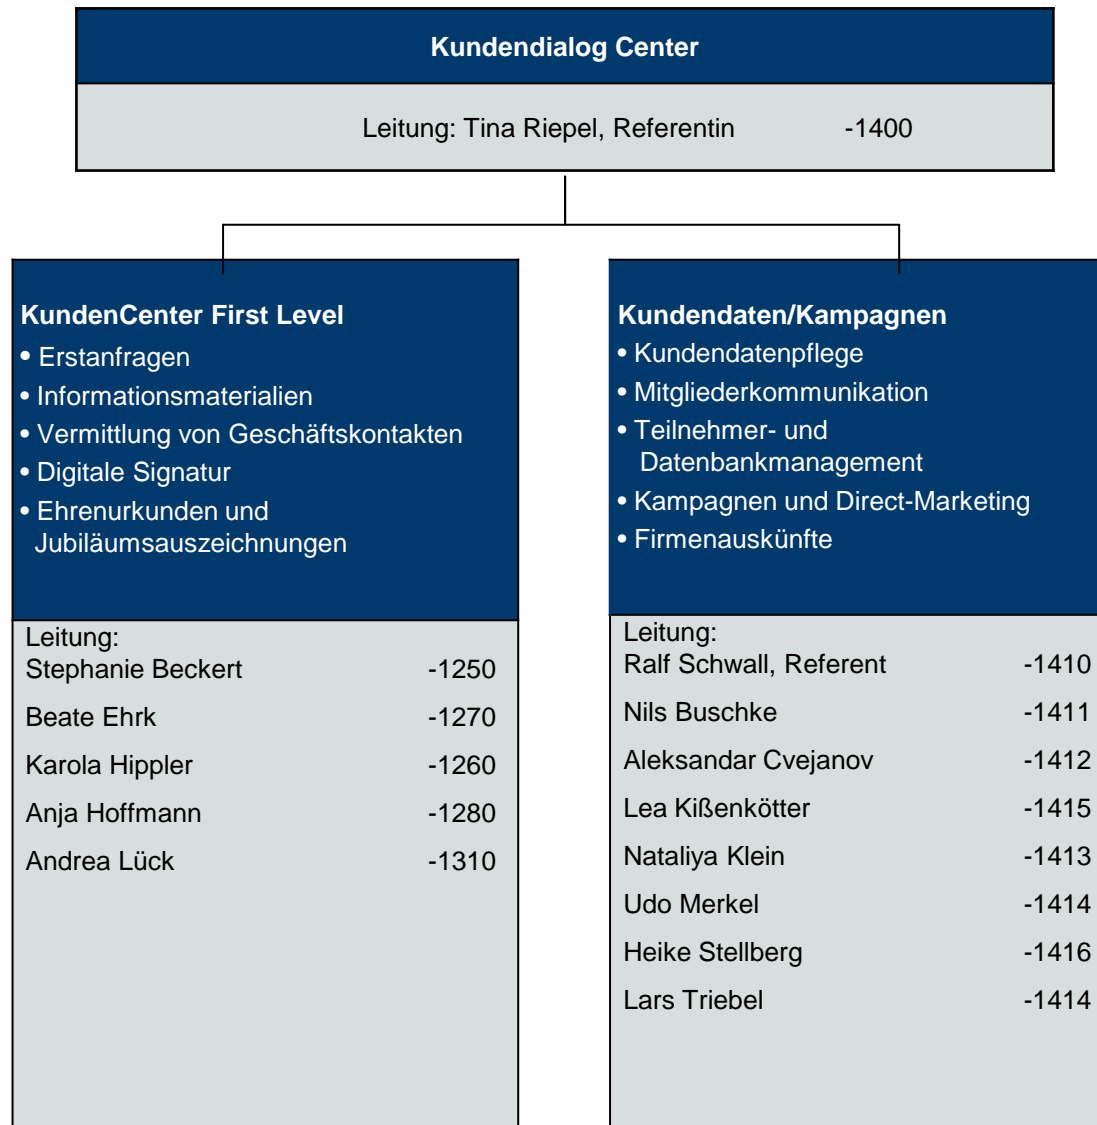 Kundendialog Center
Leitung: Tina Riepel, Referentin -1400
KundenCenter First Level
• Erstanfragen
• Informationsmaterialien
• Vermittlung von Geschäftskontakten
• Digitale Signatur
• Ehrenurkunden und
Jubiläumsauszeichnungen
Leitung:
Stephanie Beckert -1250
Beate Ehrk -1270
Karola Hippler -1260
Anja Hoffmann -1280
Andrea Lück -1310
Kundendaten/Kampagnen
• Kundendatenpflege
• Mitgliederkommunikation
• Teilnehmer- und
Datenbankmanagement
• Kampagnen und Direct-Marketing
• Firmenauskünfte
Leitung:
Ralf Schwall, Referent -1410
Nils Buschke -1411
Aleksandar Cvejanov -1412
Lea Kißenkötter -1415
Nataliya Klein -1413
Udo Merkel -1414
Heike Stellberg -1416
Lars Triebel -1414